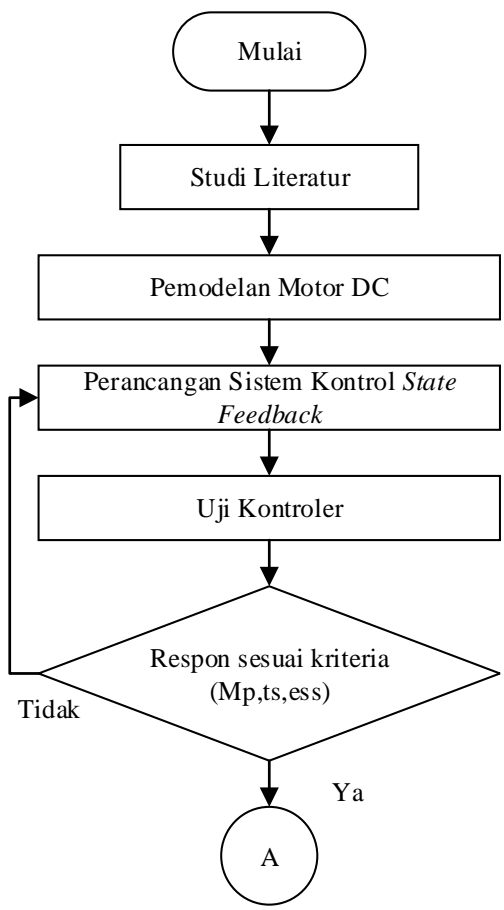 Mulai
Studi Literatur
Pemodelan Motor DC
Perancangan Sistem Kontrol State
Feedback
Uji Kontroler
Respon sesuai kriteria
(Mp,ts,ess)
Tidak
Ya
A